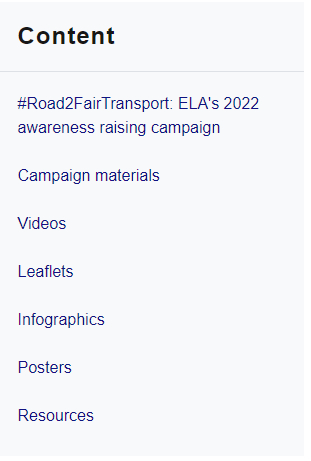 Content
#Road2FairTransport: ELA's 2022
awareness raising campaign
Campaign materials
Videos
Leaflets
Infographics
Posters
Resources